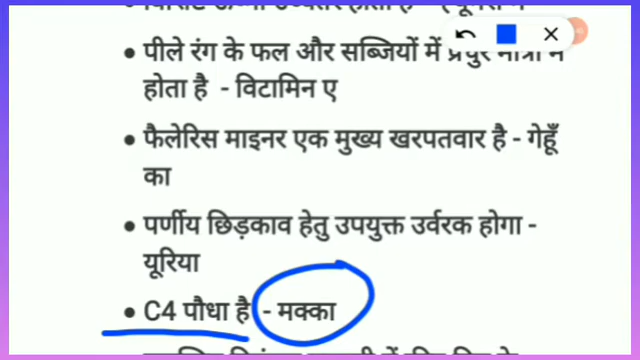 • पीले रंग के फल और सब्जियों में प्रचुर मात्रा में
होता है - विटामिन ए
• फैलेरिस माइनर एक मुख्य खरपतवार है - गेहूँ
का
• पर्णीय छिड़काव हेतु उपयुक्त उर्वरक होगा -
यूरिया
• C4 पौधा है - मक्का